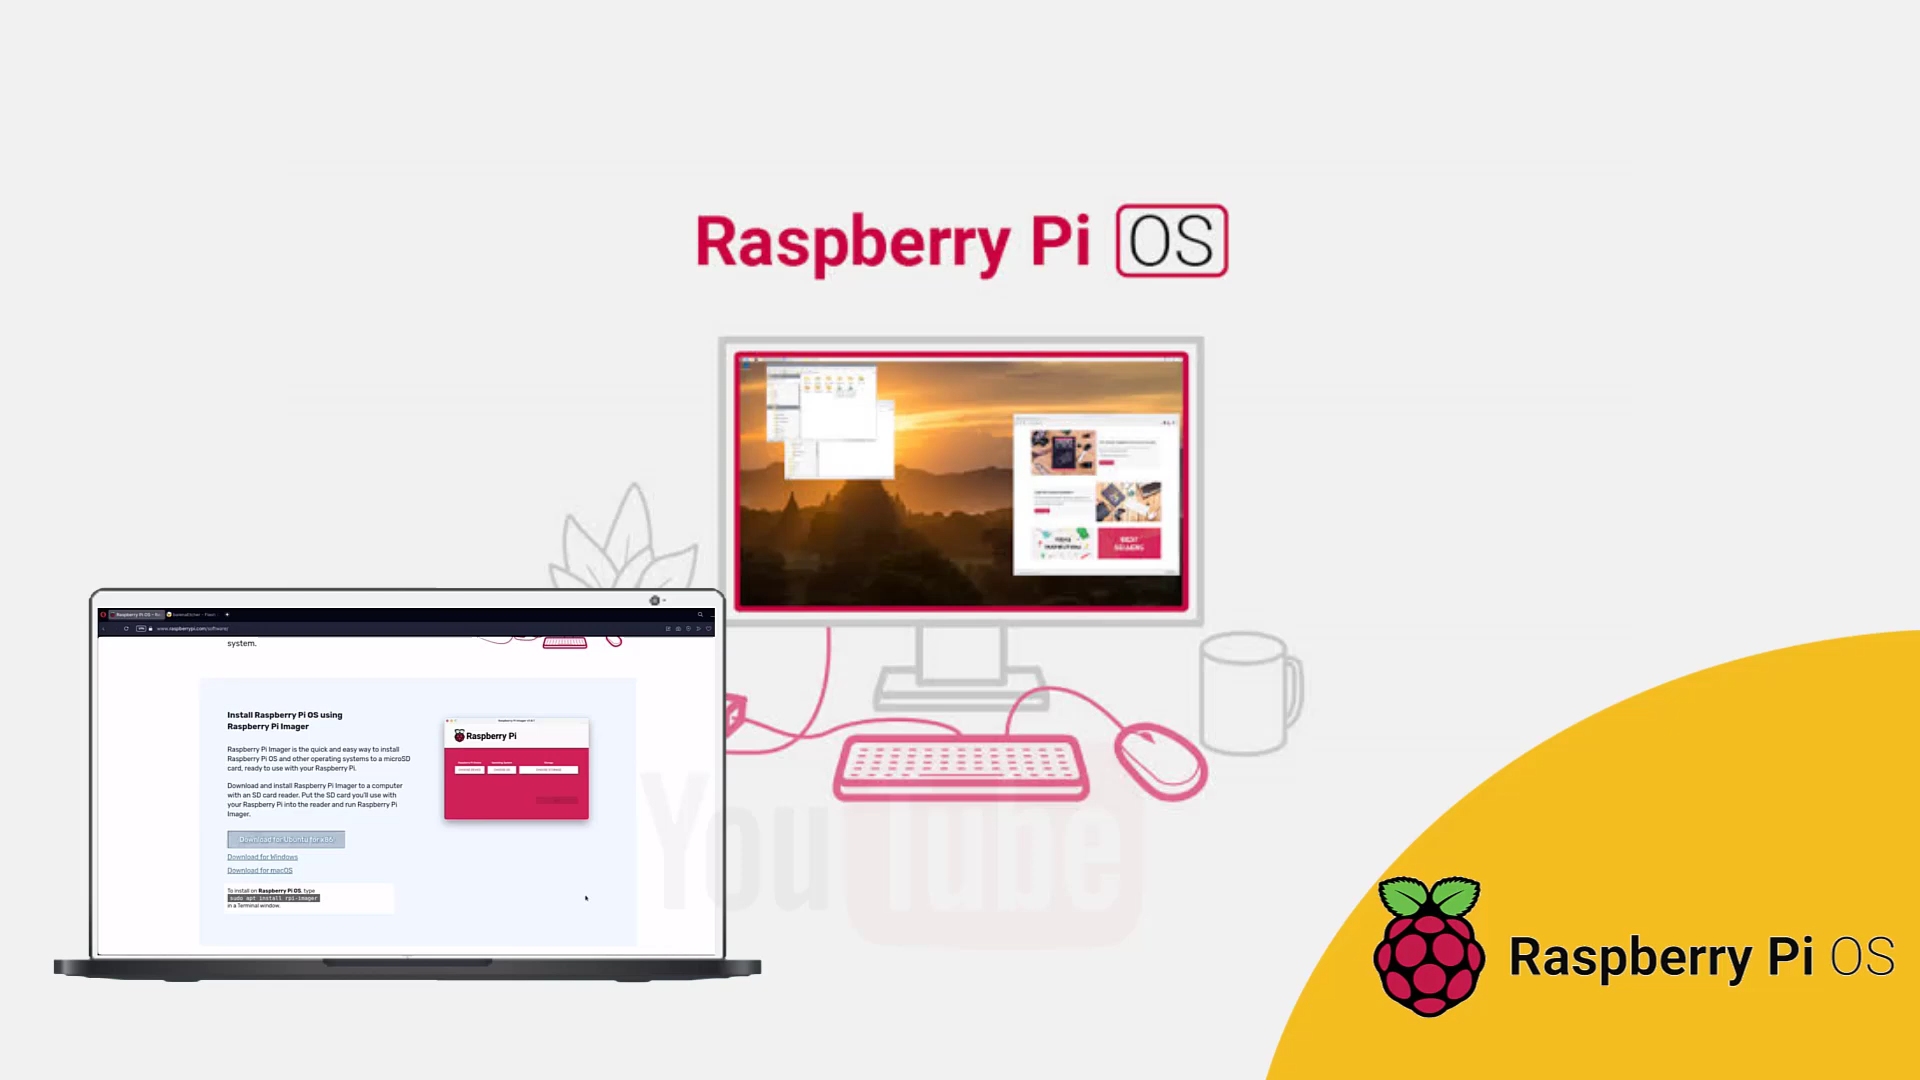 Raspberry Pi OS
www.raspberrypi.com/software/
system.
Install Raspberry Pi OS using
Raspberry Pi Imager
Raspberry Pi Imager is the quick and easy way to install
Raspberry Pi OS and other operating systems to a microSD
card, ready to use with your Raspberry Pi.
Download and install Raspberry Pi Imager to a computer
with an SD card reader. Put the SD card you'll use with
your Raspberry Pi into the reader and run Raspberry Pi
Imager.
Download for Ubuntu for x86
Download for Windows
Download for macOS
To install on Raspberry Pi OS, type
sudo apt install rpi-imager
in a Terminal window.
Raspberry Pi
YouTube
Raspberry Pi OS